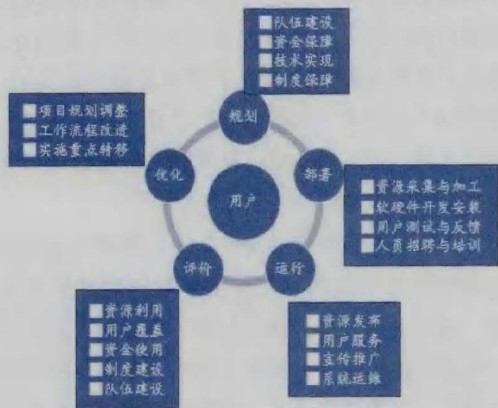 队伍建设
资金保障
技术实现
制度保障
规划
项目规划调整
工作流程改进
实施重点转移
优化
部署
用户
资源采集与加工
软硬件开发安装
用户测试与反馈
人员招聘与培训
评价
运行
资源利用
用户覆盖
资金使用
制度建设
队伍建设
资源发布
用户服务
宣传推广
系统运维